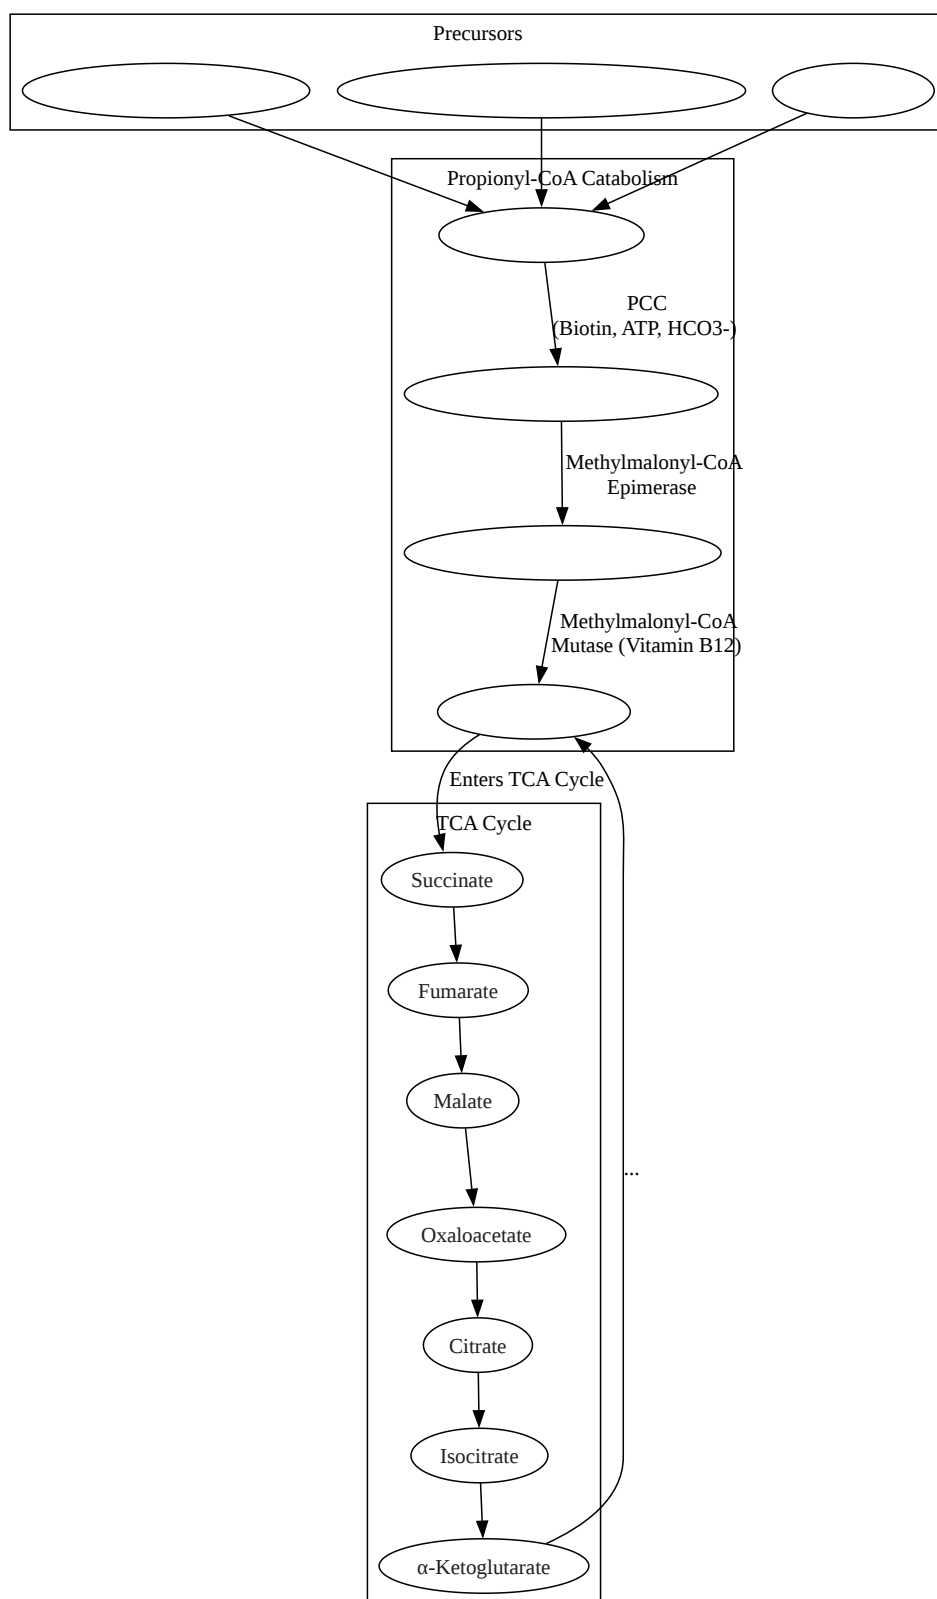 Precursors
Propionyl-CoA Catabolism
PCC
(Biotin, ATP, HCO3-)
Methylmalonyl-CoA
Epimerase
Methylmalonyl-CoA
Mutase (Vitamin B12)
Enters TCA Cycle
TCA Cycle
Succinate
Fumarate
Malate
...
Oxaloacetate
Citrate
Isocitrate
α-Ketoglutarate